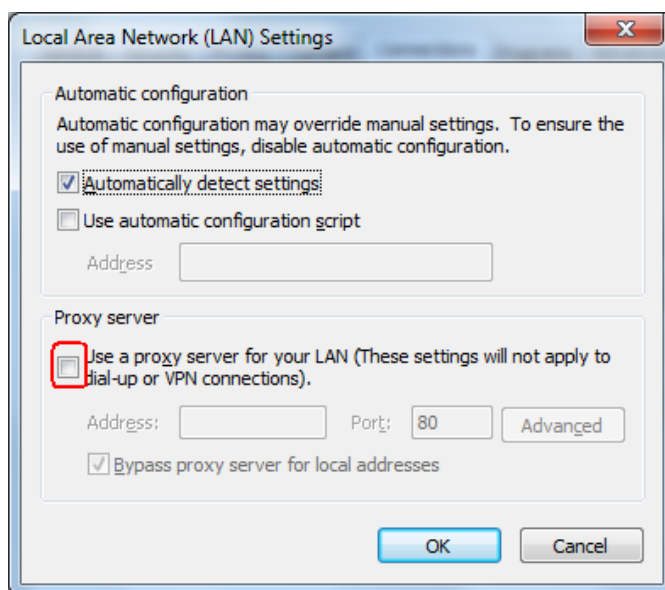 Local Area Network (LAN) Settings
X
Connections
Automatic configuration
Automatic configuration may override manual settings. To ensure the
use of manual settings, disable automatic configuration.
Automatically detect settings
Use automatic configuration script
Address
Proxy server
Use a proxy server for your LAN (These settings will not apply to
dial-up or VPN connections).
Address:
Port: 80
Advanced
Bypass proxy server for local addresses
OK
Cancel